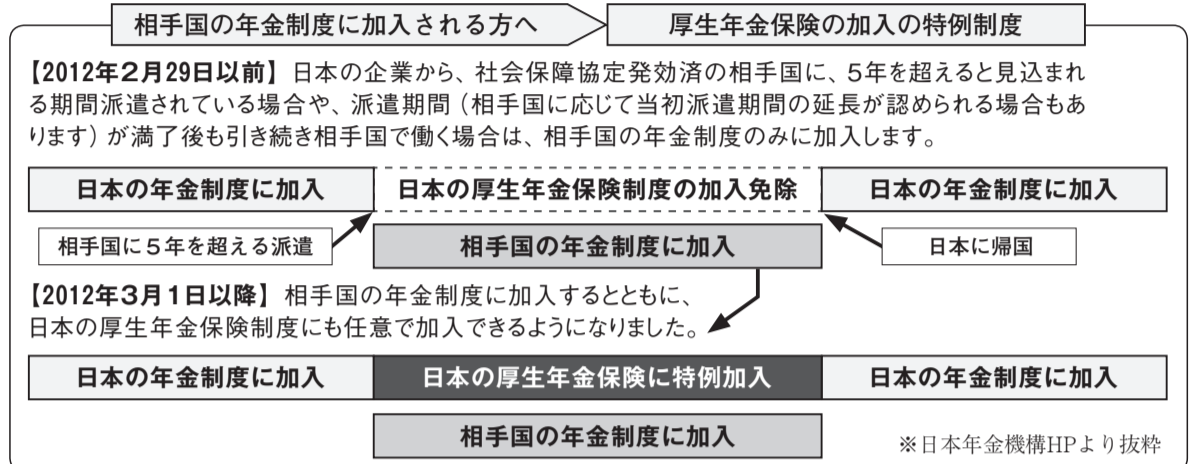 相手国の年金制度に加入される方へ
厚生年金保険の加入の特例制度
【2012年2月29日以前】日本の企業から、社会保障協定発効済の相手国に、5年を超えると見込まれ
る期間派遣されている場合や、派遣期間（相手国に応じて当初派遣期間の延長が認められる場合もあ
ります）が満了後も引き続き相手国で働く場合は、相手国の年金制度のみに加入します。
日本の年金制度に加入
日本の厚生年金保険制度の加入免除
日本の年金制度に加入
相手国に5年を超える派遣
相手国の年金制度に加入
日本に帰国
【2012年3月1日以降】相手国の年金制度に加入するとともに、
日本の厚生年金保険制度にも任意で加入できるようになりました。
日本の年金制度に加入
日本の厚生年金保険に特例加入
日本の年金制度に加入
相手国の年金制度に加入
※日本年金機構HPより抜粋